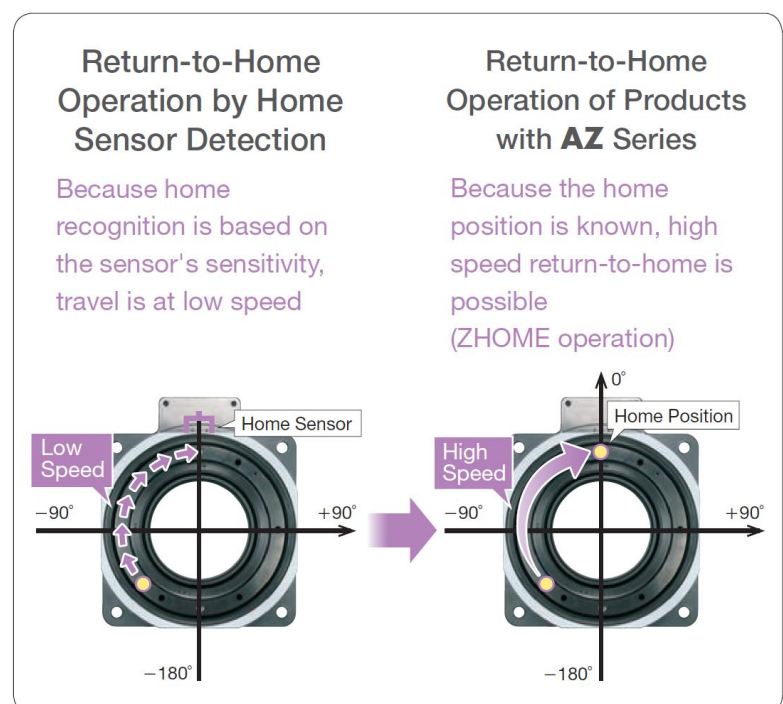 Return-to-Home
Operation by Home
Sensor Detection
Because home
recognition is based on
the sensor's sensitivity,
travel is at low speed
Home Sensor
Low
Speed
−90°
+90°
−180°
Return-to-Home
Operation of Products
with AZ Series
Because the home
position is known, high
speed return-to-home is
possible
(ZHOME operation)
0°
Home Position
High
Speed
−90°
+90°
−180°